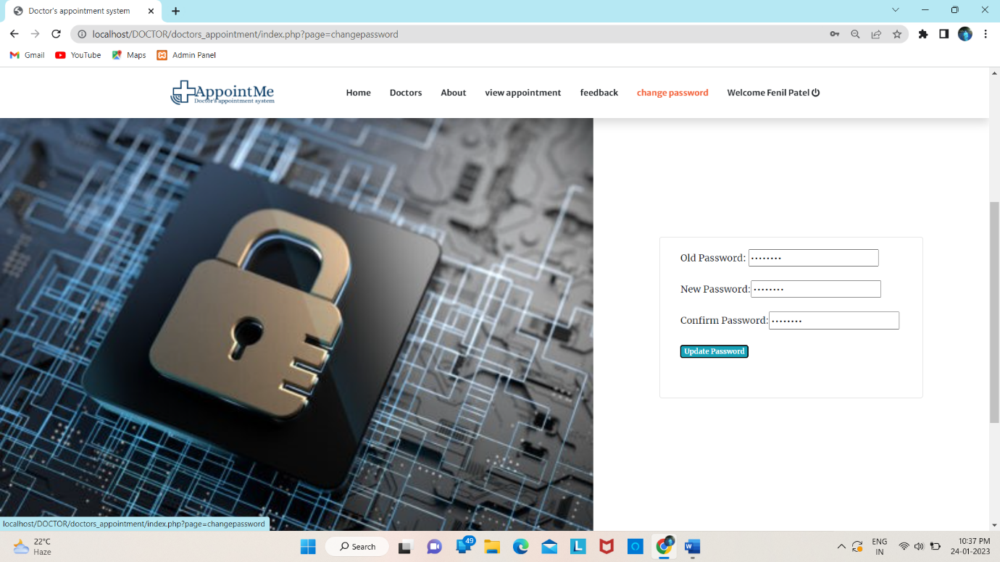 Doctor's appointment system
localhost/DOCTOR/doctors_appointment/index.php?page=changepassword
Gmail
YouTube
Maps
Admin Panel
AppointMe
Doctor's appointment system
Home
Doctors
About
view appointment
feedback
change password
Welcome Fenil Patel
Old Password: ••••••••
New Password: ••••••••
Confirm Password: ••••••••
Update Password
localhost/DOCTOR/doctors_appointment/index.php?page=changepassword
22°C
Haze
Search
49
L
W
ENG
IN
10:37 PM
24-01-2023